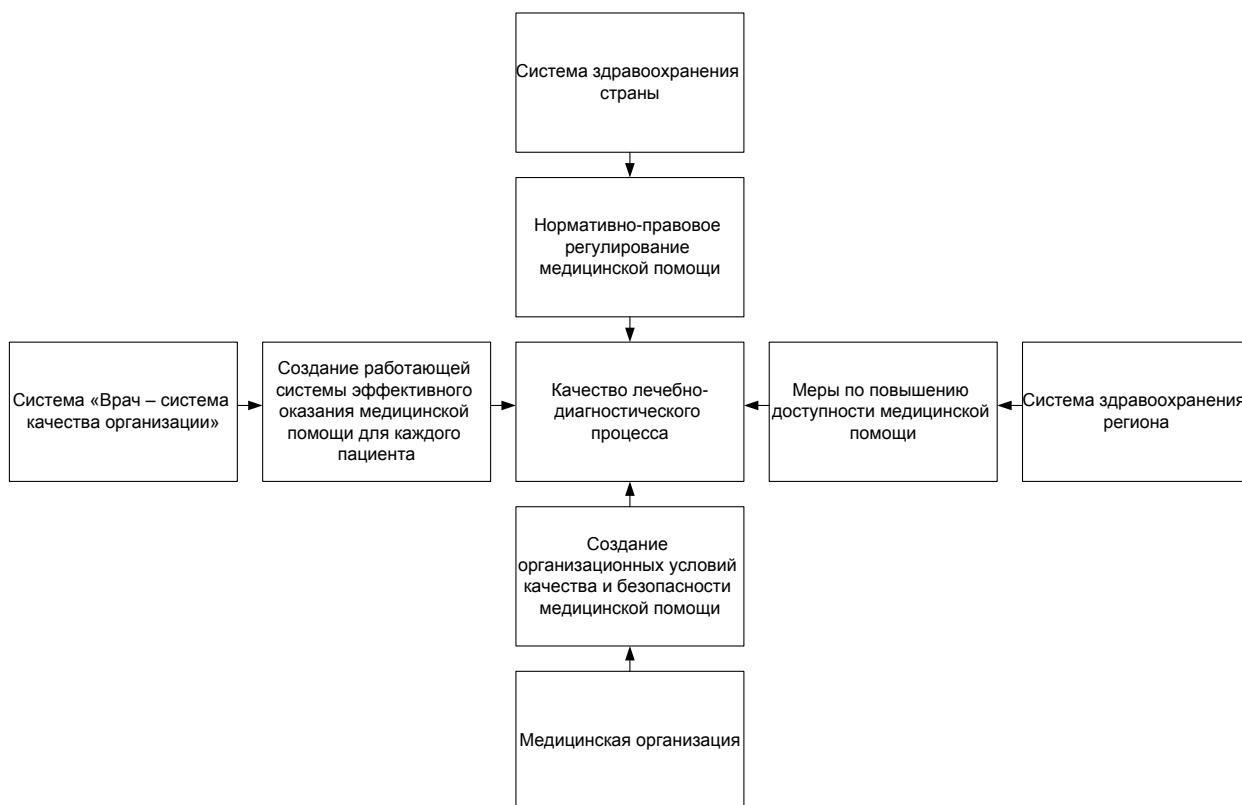 Система здравоохранения
страны
Нормативно-правовое
регулирование
медицинской помощи
Система «Врач – система
качества организации»
Создание работающей
системы эффективного
оказания медицинской
помощи для каждого
пациента
Качество лечебно-
диагностического
процесса
Меры по повышению
доступности медицинской
помощи
Система здравоохранения
региона
Создание
организационных условий
качества и безопасности
медицинской помощи
Медицинская организация